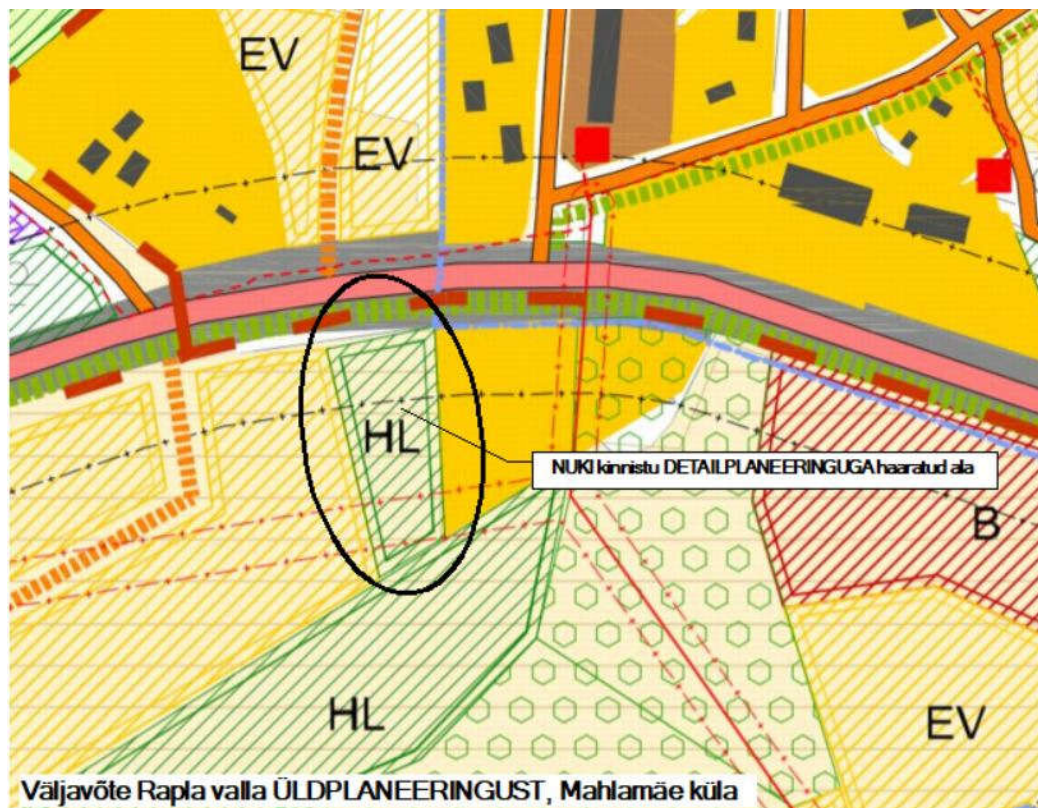 EV
EV
HL
NUKI kinnistu DETAILPLANEERINGUGA haaratud ala
B
HL
EV
Väljavõte Rapla valla ÜLDPLANEERINGUST, Mahlamäe küla